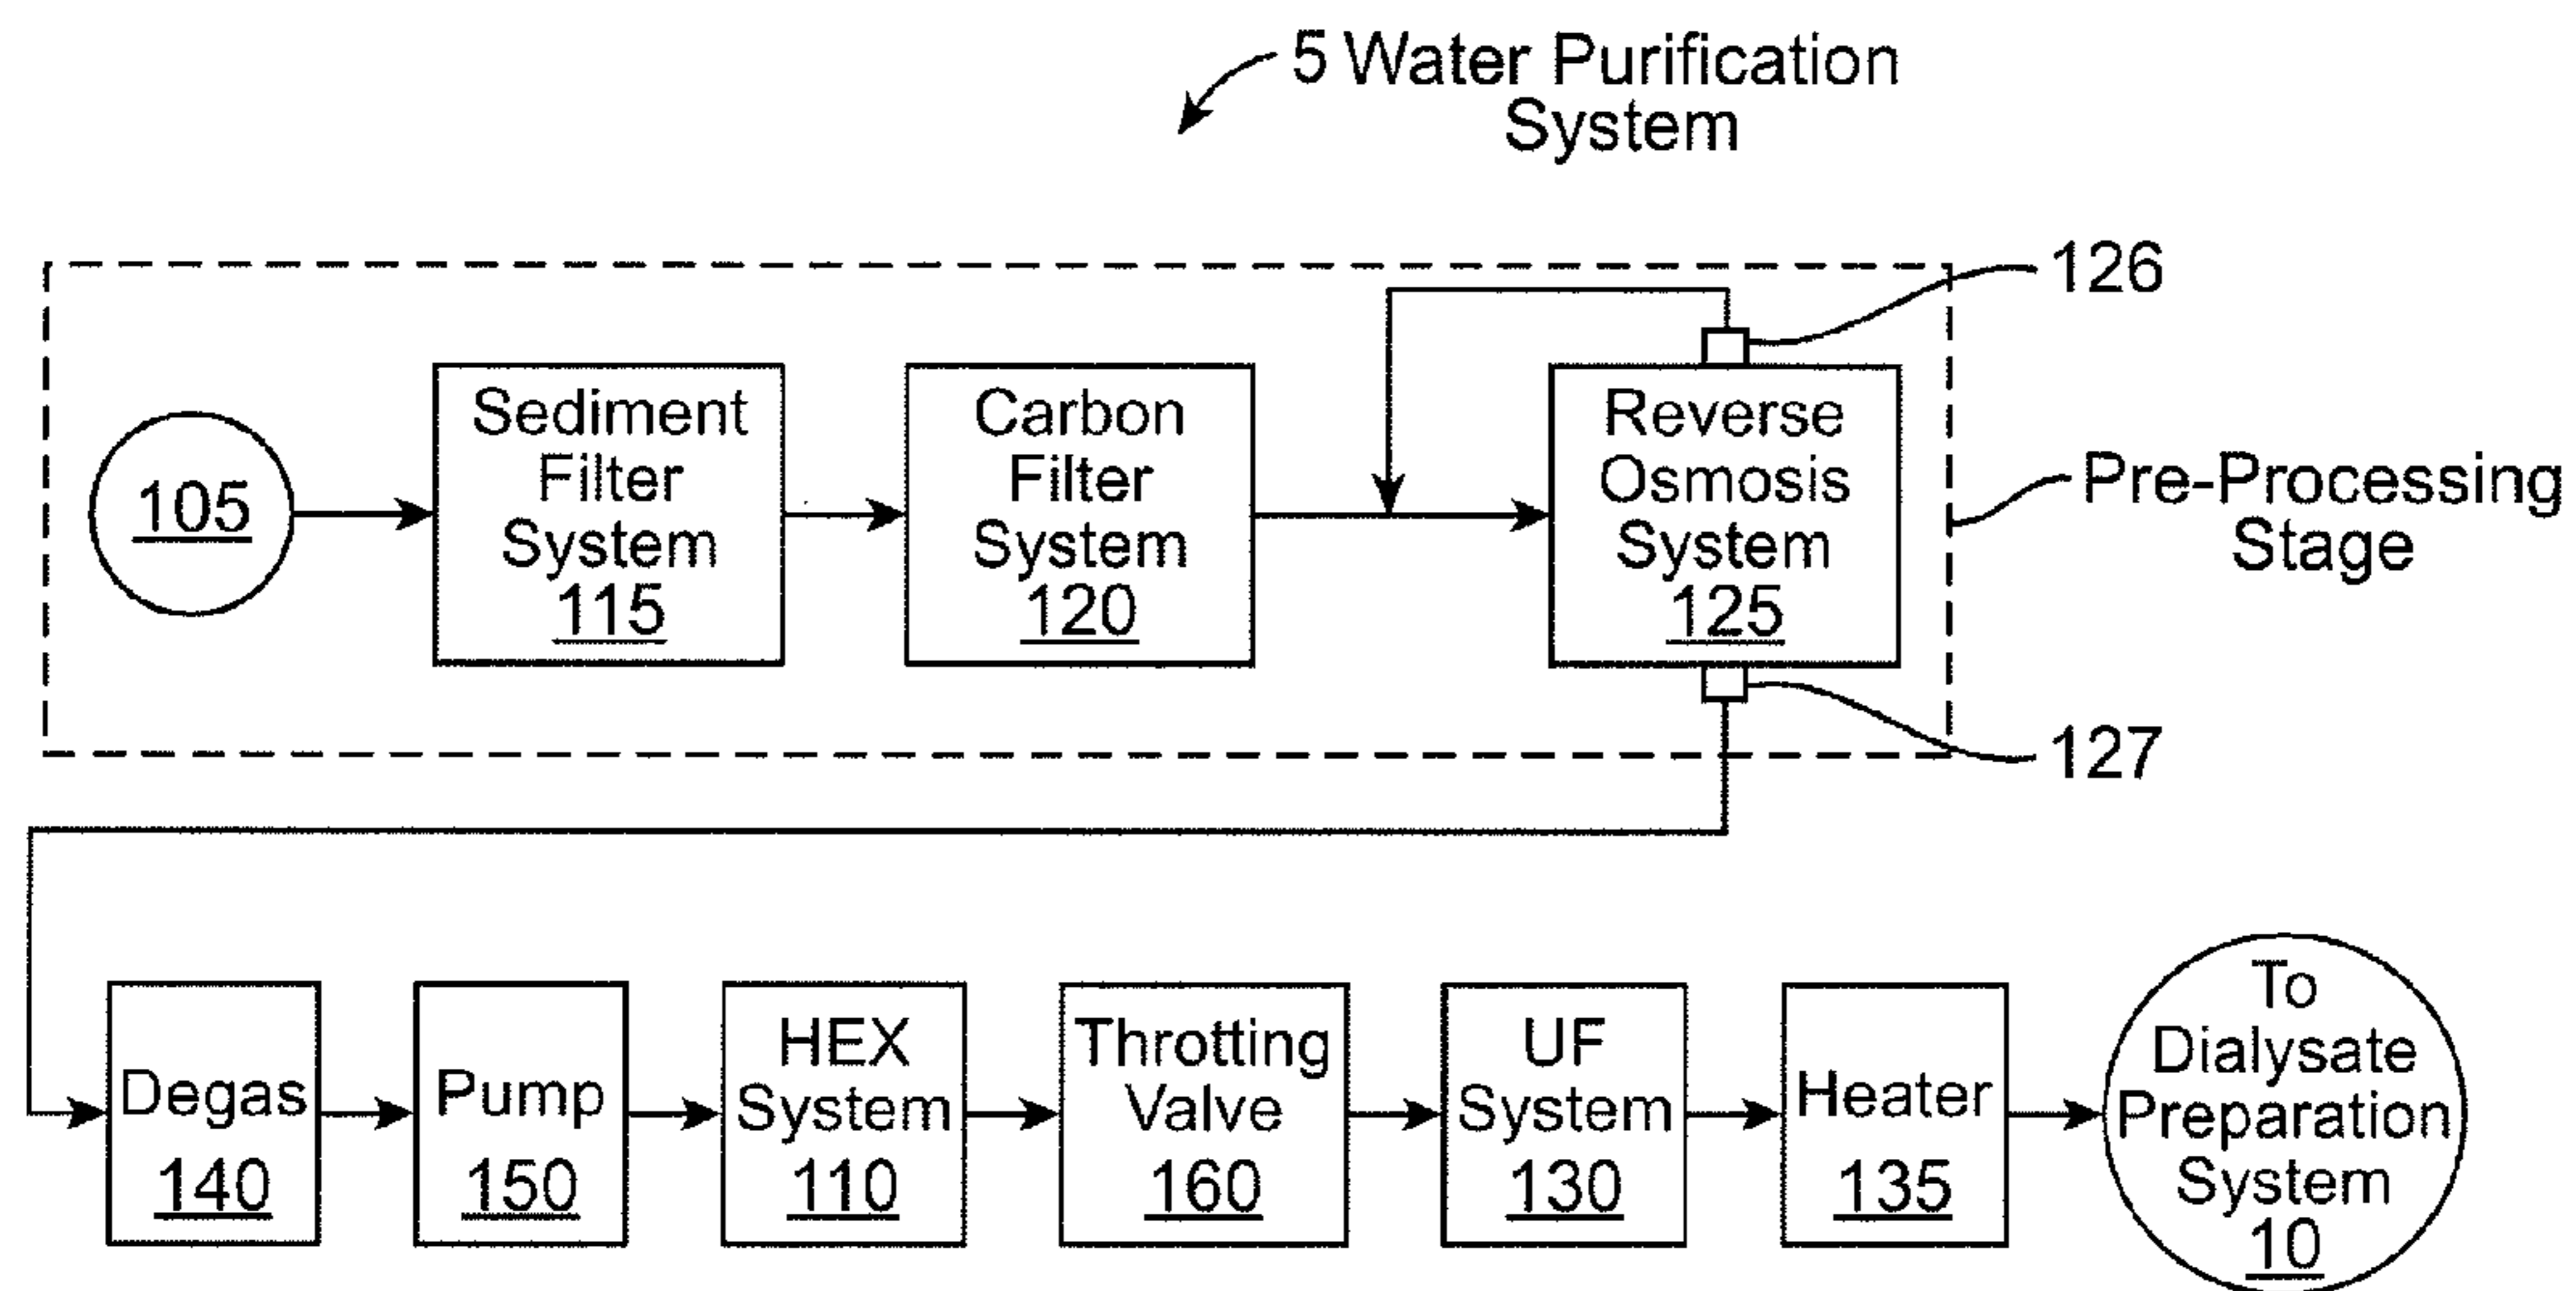 5 Water Purification
System
126
105
Sediment
Filter
System
115
Carbon
Filter
System
120
Reverse
Osmosis
System
125
Pre-Processing
Stage
127
Degas
140
Pump
150
HEX
System
110
Throtting
Valve
160
UF
System
130
Heater
135
To
Dialysate
Preparation
System
10